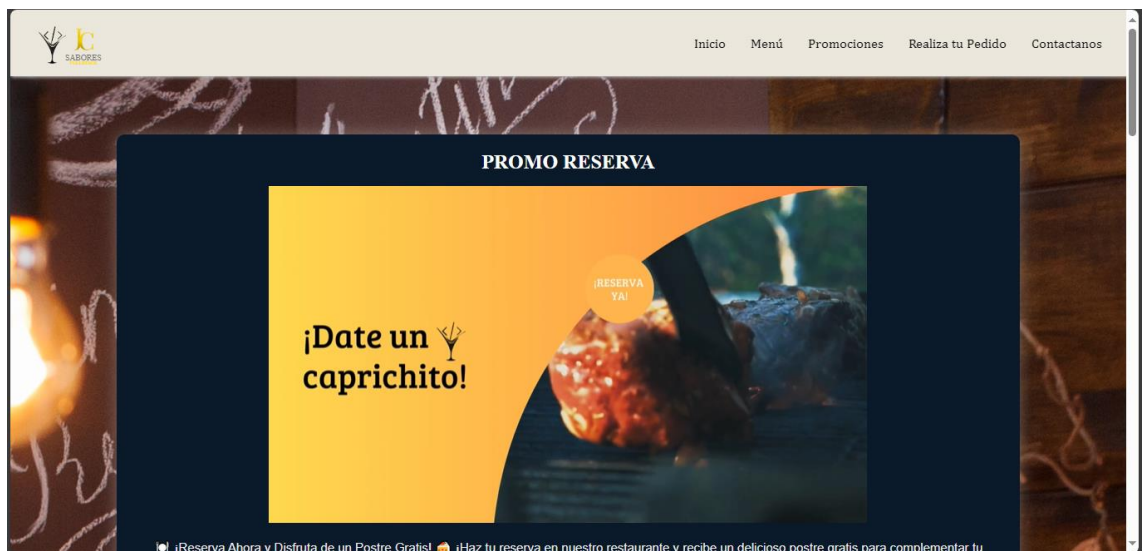 JC
SABORES
Inicio Menú Promociones Realiza tu Pedido Contactanos
PROMO RESERVA
¡RESERVA
YA!
¡Date un
caprichito!
¡Reserva Ahora y Disfruta de un Postre Gratis! ¡Haz tu reserva en nuestro restaurante y recibe un delicioso postre gratis para complementar tu